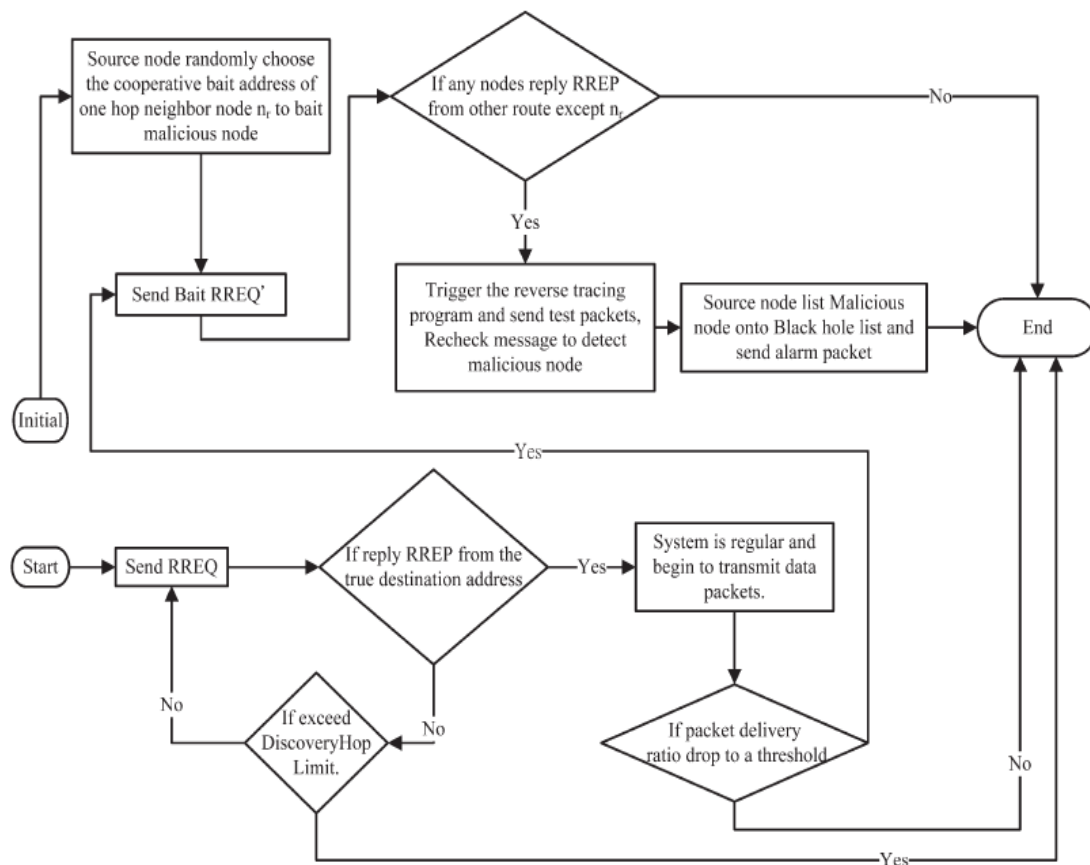 Source node randomly choose
the cooperative bait address of
one hop neighbor node nr to bait
malicious node
If any nodes reply RREP
from other route except nr
No
Yes
Send Bait RREQ'
Trigger the reverse tracing
program and send test packets,
Recheck message to detect
malicious node
Source node list Malicious
node onto Black hole list and
send alarm packet
End
Initial
Yes
Start
Send RREQ
If reply RREP from the
true destination address
Yes
System is regular and
begin to transmit data
packets.
No
No
If exceed
DiscoveryHop
Limit.
If packet delivery
ratio drop to a threshold
No
Yes